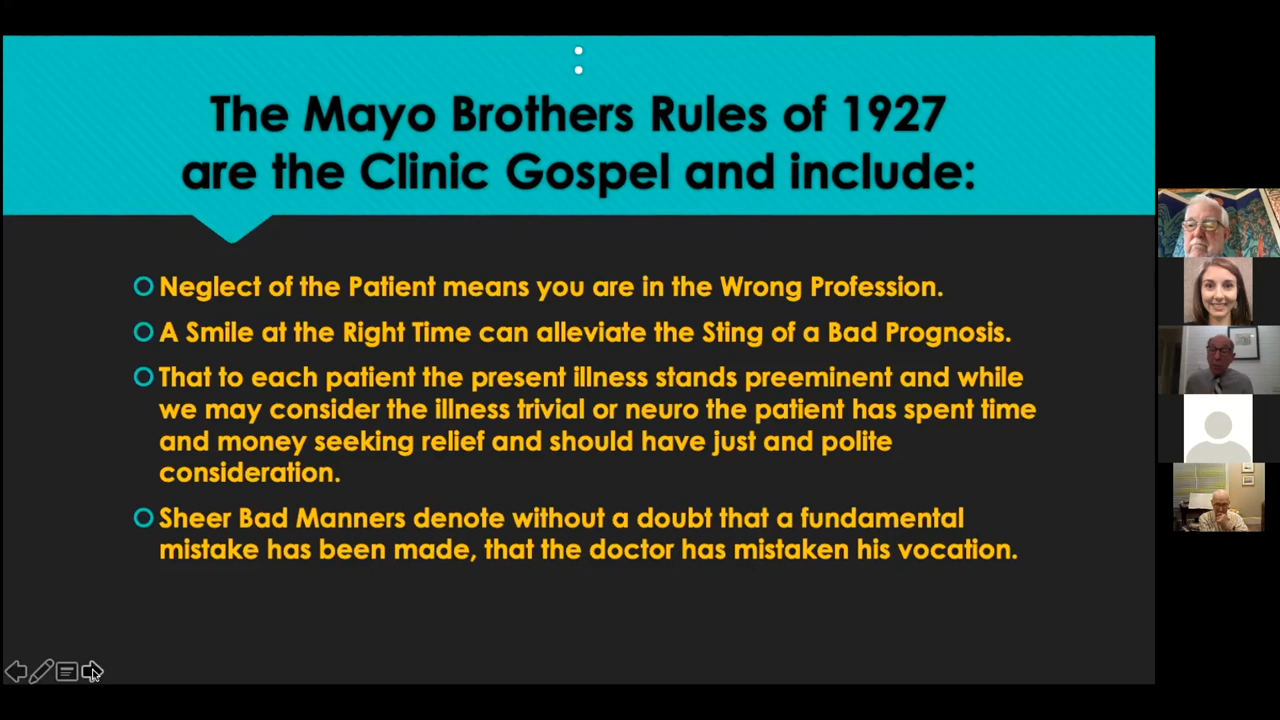 The Mayo Brothers Rules of 1927
are the Clinic Gospel and include:
Neglect of the Patient means you are in the Wrong Profession.
A Smile at the Right Time can alleviate the Sting of a Bad Prognosis.
That to each patient the present illness stands preeminent and while
we may consider the illness trivial or neuro the patient has spent time
and money seeking relief and should have just and polite
consideration.
Sheer Bad Manners denote without a doubt that a fundamental
mistake has been made, that the doctor has mistaken his vocation.